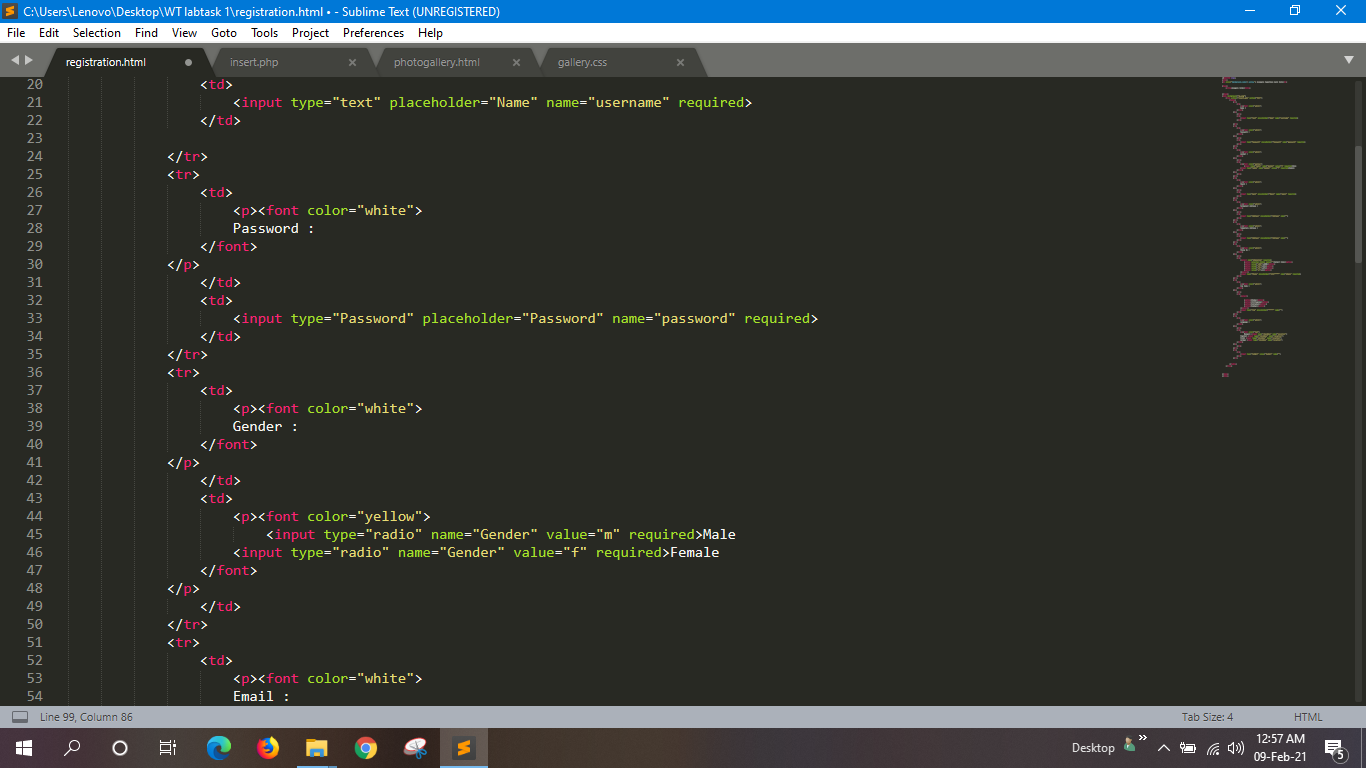 C:\Users\Lenovo\Desktop\WT labtask 1\registration.html • - Sublime Text (UNREGISTERED)
File Edit Selection Find View Goto Tools Project Preferences Help
registration.html insert.php photogallery.html gallery.css
20 <td>
21 <input type="text" placeholder="Name" name="username" required>
22 </td>
23
24 </tr>
25 <tr>
26 <td>
27 <p><font color="white">
28 Password :
29 </font>
30 </p>
31 </td>
32 <td>
33 <input type="Password" placeholder="Password" name="password" required>
34 </td>
35 </tr>
36 <tr>
37 <td>
38 <p><font color="white">
39 Gender :
40 </font>
41 </p>
42 </td>
43 <td>
44 <p><font color="yellow">
45 <input type="radio" name="Gender" value="m" required>Male
46 <input type="radio" name="Gender" value="f" required>Female
47 </font>
48 </p>
49 </td>
50 </tr>
51 <tr>
52 <td>
53 <p><font color="white">
54 Email :
Line 99, Column 86 Tab Size: 4 HTML
Desktop 12:57 AM
09-Feb-21 5